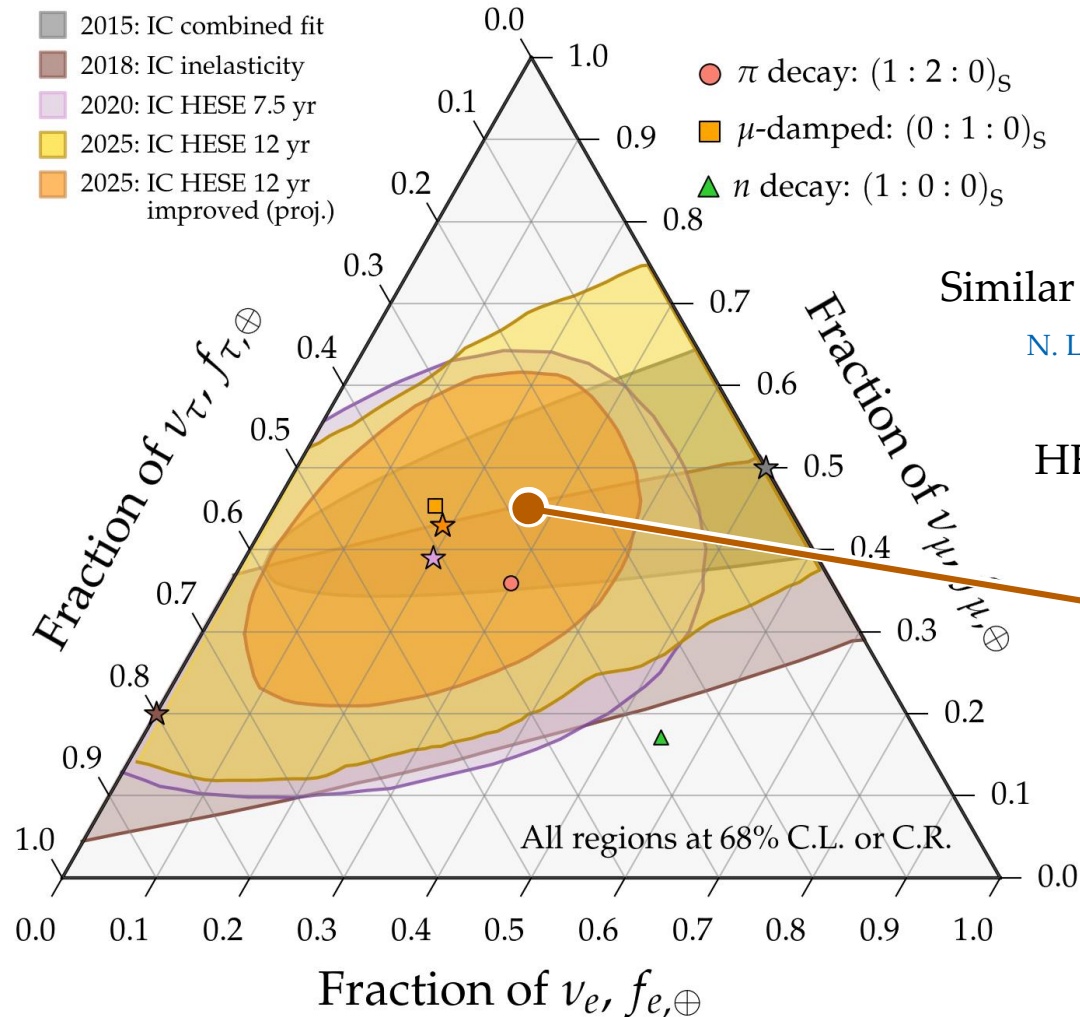 2015: IC combined fit
2018: IC inelasticity
2020: IC HESE 7.5 yr
2025: IC HESE 12 yr
2025: IC HESE 12 yr
improved (proj.)
π decay: (1 : 2 : 0)S
μ-damped: (0 : 1 : 0)S
n decay: (1 : 0 : 0)S
Similar
N. L
HE
Fraction of ντ, fτ,⊕
0.0
0.1
0.2
0.3
0.4
0.5
0.6
0.7
0.8
0.9
1.0
Fraction of νμ, fμ,⊕
1.0
0.9
0.8
0.7
0.6
0.5
0.4
0.3
0.2
0.1
0.0
All regions at 68% C.L. or C.R.
0.0 0.1 0.2 0.3 0.4 0.5 0.6 0.7 0.8 0.9 1.0
Fraction of νe, fe,⊕